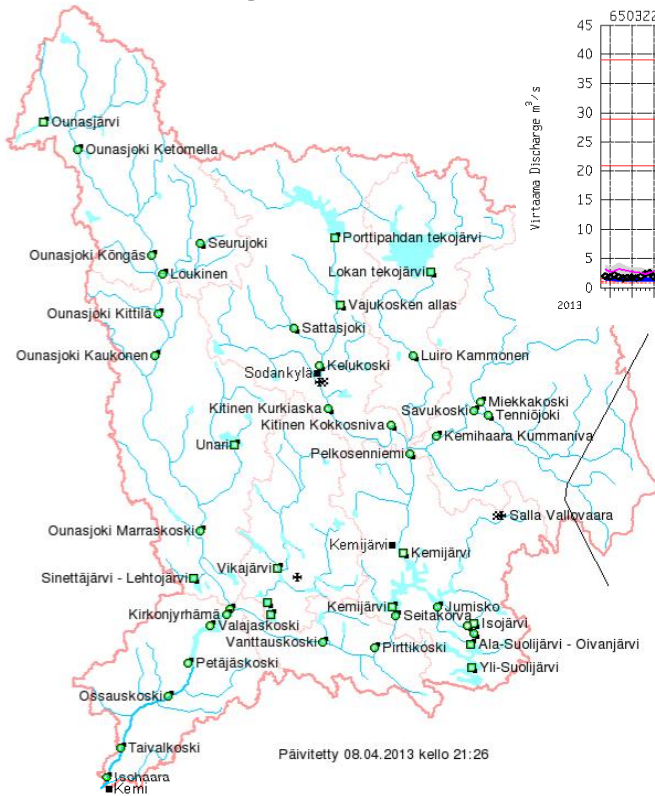 650322
45
40
35
30
25
20
15
10
5
0
Virtaama Discharge m³/s
2013
Ounasjärvi
Ounasjoki Ketomella
Seurujoki
Porttipahdan tekojärvi
Ounasjoki Köngäs
Loukinen
Lokan tekojärvi
Vajukosken allas
Ounasjoki Kittilä
Sattasjoki
Ounasjoki Kaukonen
Luiro Kammonen
Kelukoski
Sodankylä
Miekkakoski
Kitinen Kurkiaska
Savukoski
Tenniöjoki
Kitinen Kokkosniva
Kemihaara Kummaniva
Unari
Pelkosenniemi
Salla Vallovaara
Ounasjoki Marraskoski
Kemijärvi
Kemijärvi
Vikajärvi
Sinettäjärvi - Lehtojärvi
Kemijärvi
Jumisko
Kirkonjyrhämä
Seitakorva
Isojärvi
Valajaskoski
Vanttauskoski
Pirttikoski
Ala-Suolijärvi - Oivanjärvi
Petäjäskoski
Yli-Suolijärvi
Ossauskoski
Taivalkoski
Päivitetty 08.04.2013 kello 21:26
Isohaara
Kemi